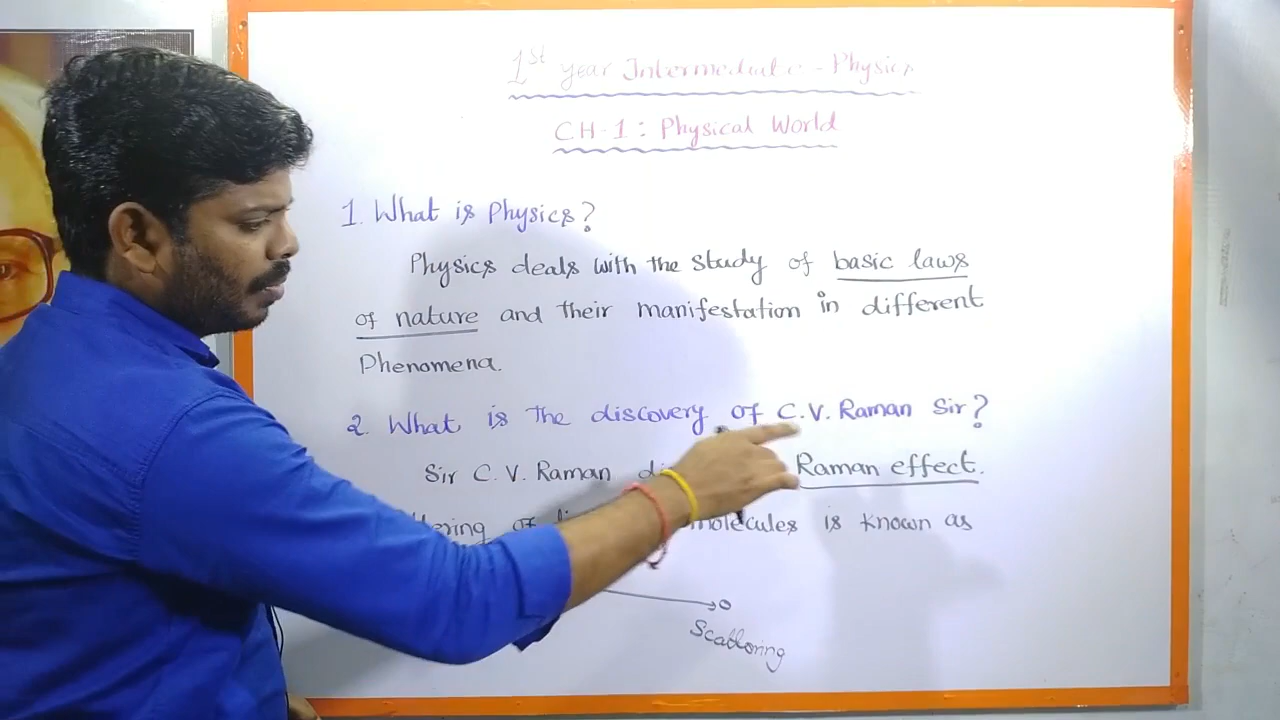 1st year Intermediate - Physics
CH-1: Physical World
1. What is Physics?
Physics deals with the study of basic laws
of nature and their manifestation in different
Phenomena.
2. What is the discovery of C.V. Raman Sir?
Sir C.V. Raman Raman effect.
of molecules is known as
Scattering